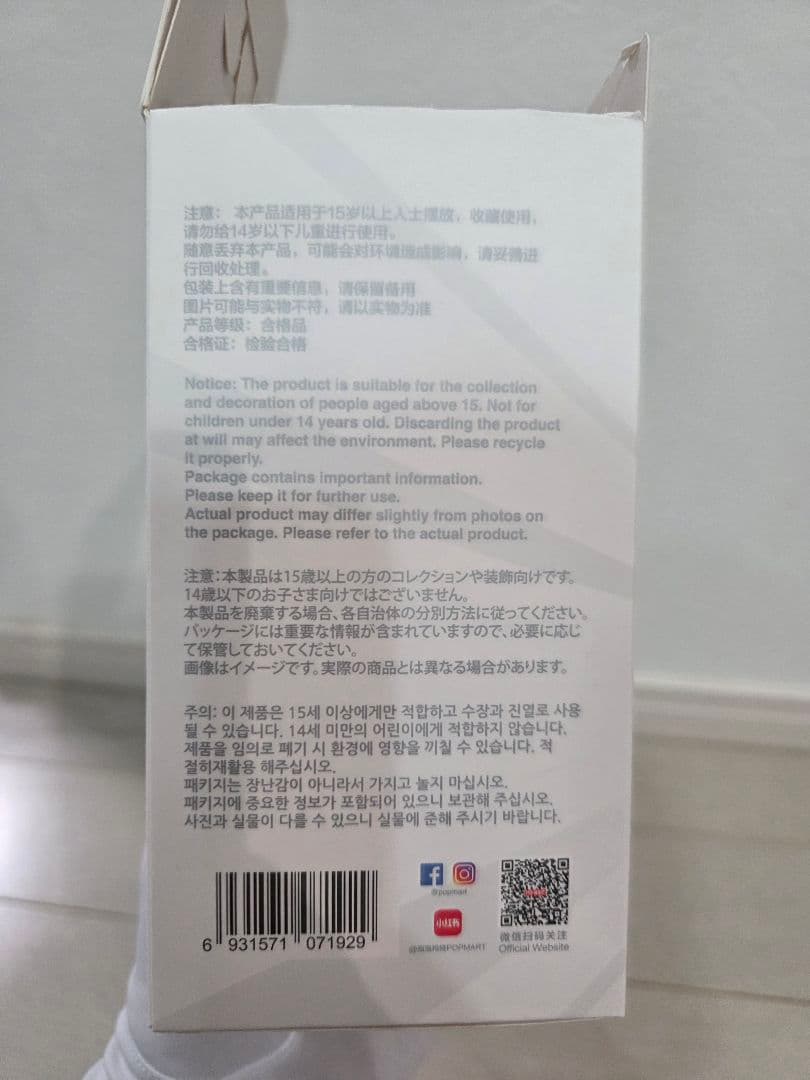 注意： 本产品适用于15岁以上人士摆放，收藏使用，
请勿给14岁以下儿童进行使用。
随意丢弃本产品，可能会对环境造成影响，请妥善进
行回收处理。
包装上含有重要信息，请保留备用
图片可能与实物不符，请以实物为准
产品等级：合格品
合格证：检验合格
Notice: The product is suitable for the collection
and decoration of people aged above 15. Not for
children under 14 years old. Discarding the product
at will may affect the environment. Please recycle
it properly.
Package contains important information.
Please keep it for further use.
Actual product may differ slightly from photos on
the package. Please refer to the actual product.
注意：本製品は15歳以上の方のコレクションや装飾向けです。
14歳以下のお子さま向けではございません。
本製品を廃棄する場合、各自治体の分別方法に従ってください。
パッケージには重要な情報が含まれていますので、必要に応じ
て保管しておいてください。
画像はイメージです。実際の商品とは異なる場合があります。
주의: 이 제품은 15세 이상에게만 적합하고 수장과 진열로 사용
될 수 있습니다. 14세 미만의 어린이에게 적합하지 않습니다.
제품을 임의로 폐기 시 환경에 영향을 끼칠 수 있습니다. 적
절히재활용 해주십시오.
패키지는 장난감이 아니라서 가지고 놀지 마십시오.
패키지에 중요한 정보가 포함되어 있으니 보관해 주십시오.
사진과 실물이 다를 수 있으니 실물에 준해 주시기 바랍니다.
6 931571 071929
@popmart
小红书
POPMART
微信扫码关注
Official Website